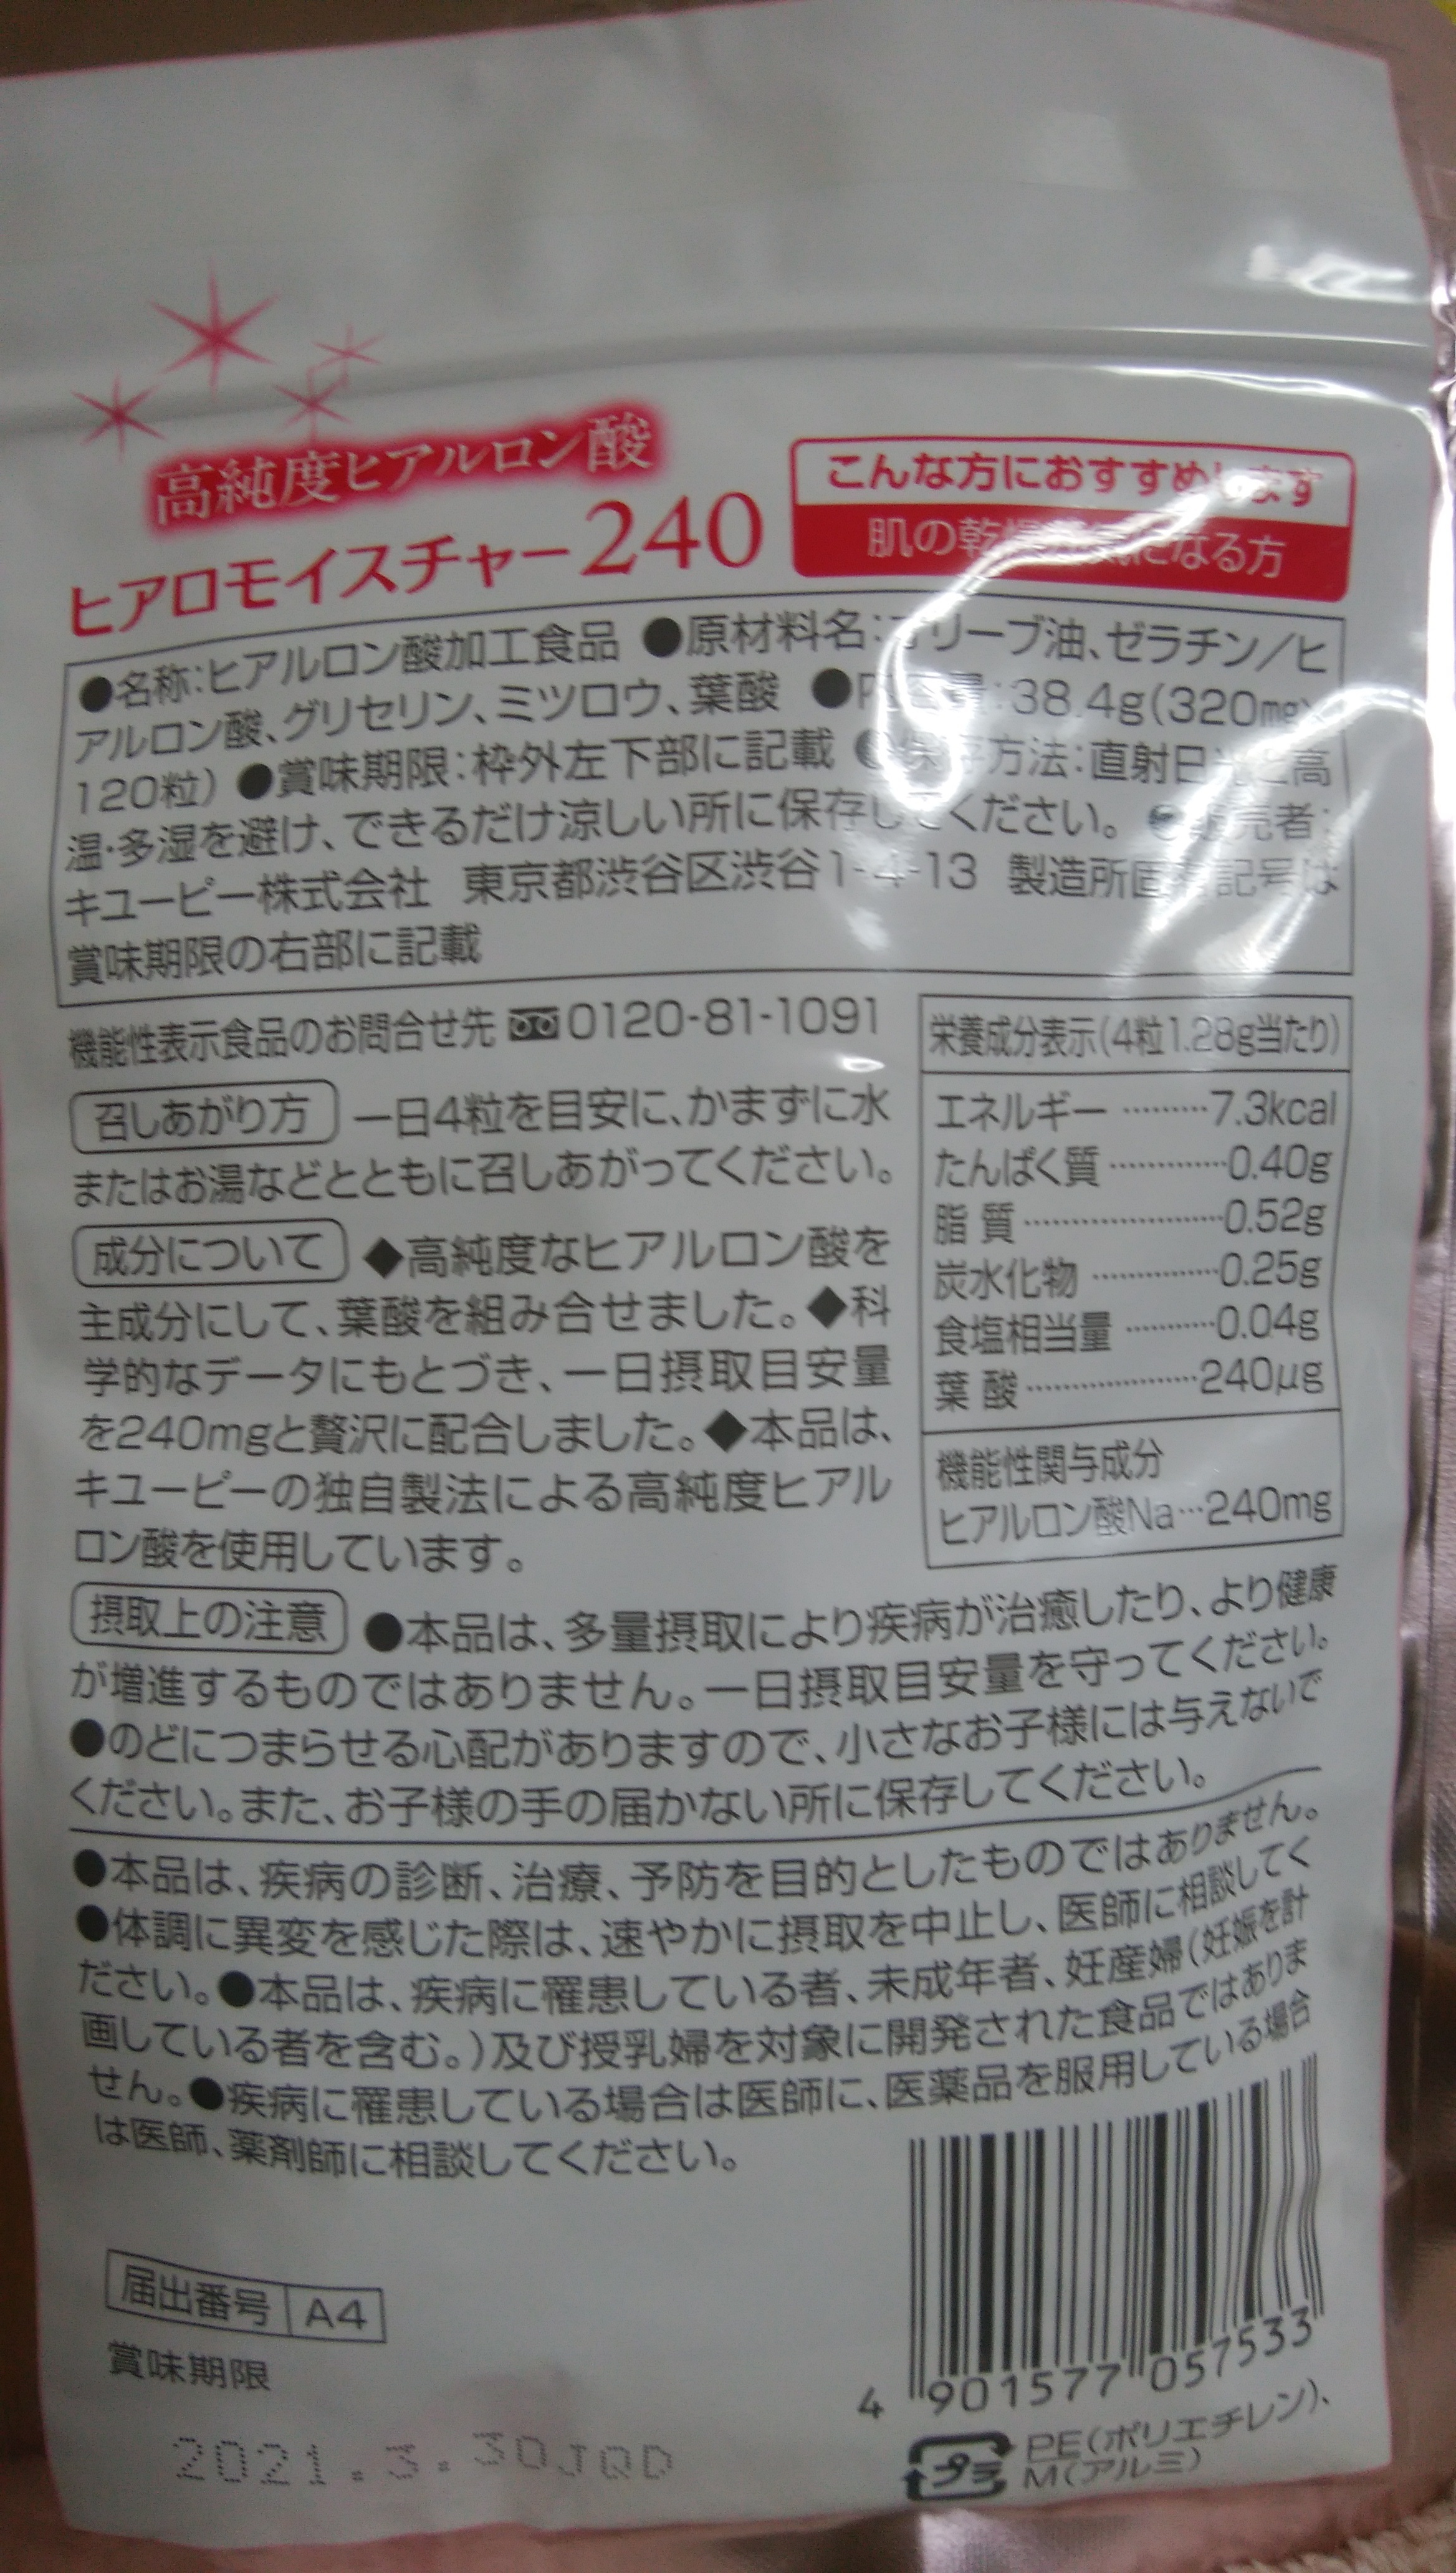 高純度ヒアルロン酸
ヒアロモイスチャー240
こんな方におすすめします
肌の乾燥が気になる方
●名称:ヒアルロン酸加工食品 ●原材料名:オリーブ油、ゼラチン/ヒ
アルロン酸、グリセリン、ミツロウ、葉酸 ●内容量:38.4g(320mg×
120粒) ●賞味期限:枠外左下部に記載 ●保存方法:直射日光と高
温・多湿を避け、できるだけ涼しい所に保存してください。 ●販売者:
キユーピー株式会社 東京都渋谷区渋谷1-4-13 製造所固有記号は
賞味期限の右部に記載
機能性表示食品のお問合せ先 0120-81-1091
召しあがり方 一日4粒を目安に、かまずに水
またはお湯などとともに召しあがってください。
成分について ◆高純度なヒアルロン酸を
主成分にして、葉酸を組み合せました。◆科
学的なデータにもとづき、一日摂取目安量
を240mgと贅沢に配合しました。◆本品は、
キユーピーの独自製法による高純度ヒアル
ロン酸を使用しています。
栄養成分表示(4粒1.28g当たり)
エネルギー ………7.3kcal
たんぱく質 …………0.40g
脂 質 …………………0.52g
炭水化物 ……………0.25g
食塩相当量 …………0.04g
葉 酸 ………………240μg
機能性関与成分
ヒアルロン酸Na…240mg
摂取上の注意 ●本品は、多量摂取により疾病が治癒したり、より健康
が増進するものではありません。一日摂取目安量を守ってください。
●のどにつまらせる心配がありますので、小さなお子様には与えないで
ください。また、お子様の手の届かない所に保存してください。
●本品は、疾病の診断、治療、予防を目的としたものではありません。
●体調に異変を感じた際は、速やかに摂取を中止し、医師に相談してく
ださい。●本品は、疾病に罹患している者、未成年者、妊産婦(妊娠を計
画している者を含む。)及び授乳婦を対象に開発された食品ではありま
せん。●疾病に罹患している場合は医師に、医薬品を服用している場合
は医師、薬剤師に相談してください。
届出番号 A4
賞味期限
2021.3.30JQD
4 901577 057533
プラ PE(ポリエチレン)、
M(アルミ)